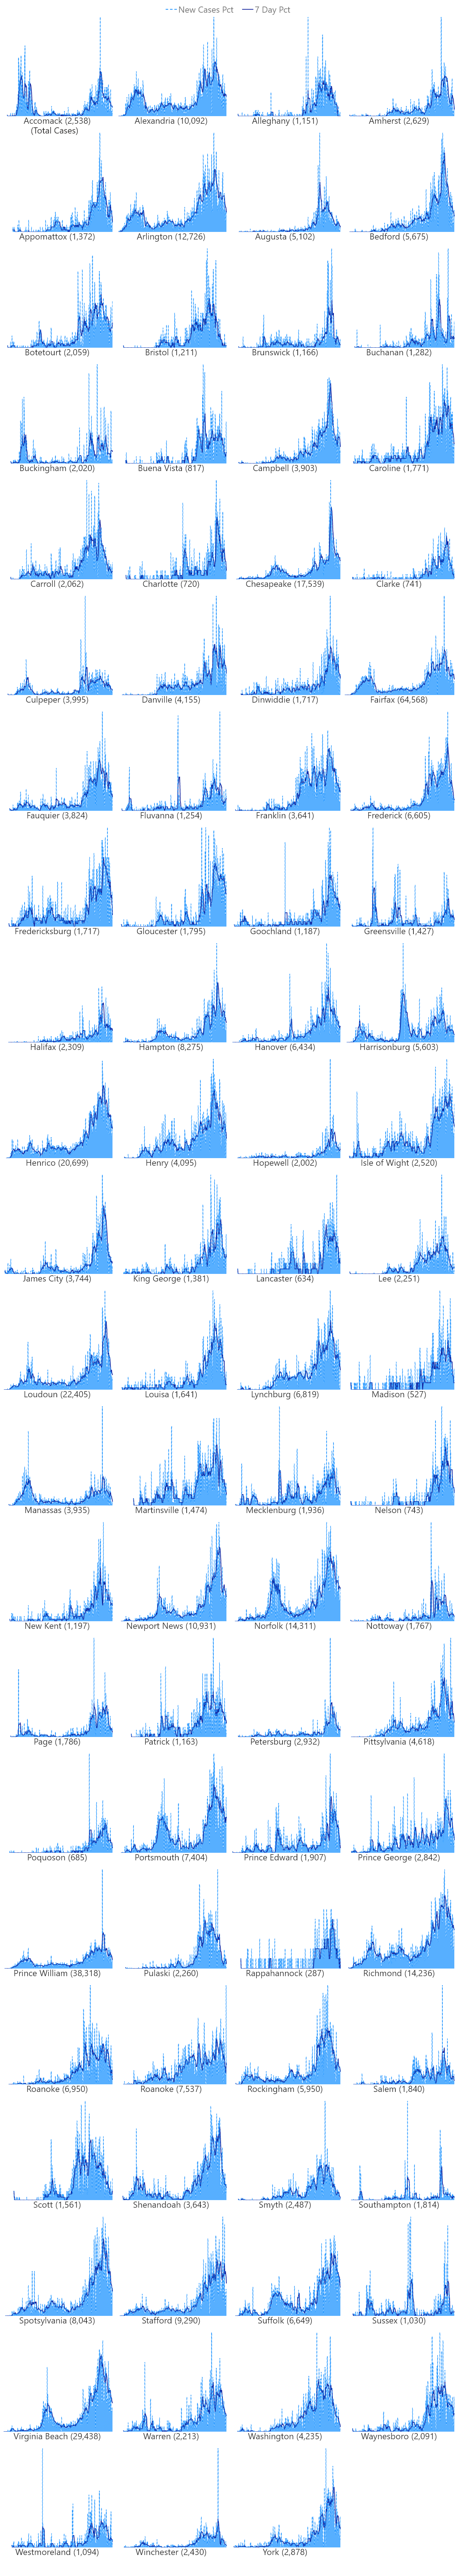 New Cases Pct 7 Day Pct
Accomack (2,538) Alexandria (10,092) Alleghany (1,151) Amherst (2,629)
(Total Cases)
Appomattox (1,372) Arlington (12,726) Augusta (5,102) Bedford (5,675)
Botetourt (2,059) Bristol (1,211) Brunswick (1,166) Buchanan (1,282)
Buckingham (2,020) Buena Vista (817) Campbell (3,903) Caroline (1,771)
Carroll (2,062) Charlotte (720) Chesapeake (17,539) Clarke (741)
Culpeper (3,995) Danville (4,155) Dinwiddie (1,717) Fairfax (64,568)
Fauquier (3,824) Fluvanna (1,254) Franklin (3,641) Frederick (6,605)
Fredericksburg (1,717) Gloucester (1,795) Goochland (1,187) Greensville (1,427)
Halifax (2,309) Hampton (8,275) Hanover (6,434) Harrisonburg (5,603)
Henrico (20,699) Henry (4,095) Hopewell (2,002) Isle of Wight (2,520)
James City (3,744) King George (1,381) Lancaster (634) Lee (2,251)
Loudoun (22,405) Louisa (1,641) Lynchburg (6,819) Madison (527)
Manassas (3,935) Martinsville (1,474) Mecklenburg (1,936) Nelson (743)
New Kent (1,197) Newport News (10,931) Norfolk (14,311) Nottoway (1,767)
Page (1,786) Patrick (1,163) Petersburg (2,932) Pittsylvania (4,618)
Poquoson (685) Portsmouth (7,404) Prince Edward (1,907) Prince George (2,842)
Prince William (38,318) Pulaski (2,260) Rappahannock (287) Richmond (14,236)
Roanoke (6,950) Roanoke (7,537) Rockingham (5,950) Salem (1,840)
Scott (1,561) Shenandoah (3,643) Smyth (2,487) Southampton (1,814)
Spotsylvania (8,043) Stafford (9,290) Suffolk (6,649) Sussex (1,030)
Virginia Beach (29,438) Warren (2,213) Washington (4,235) Waynesboro (2,091)
Westmoreland (1,094) Winchester (2,430) York (2,878)